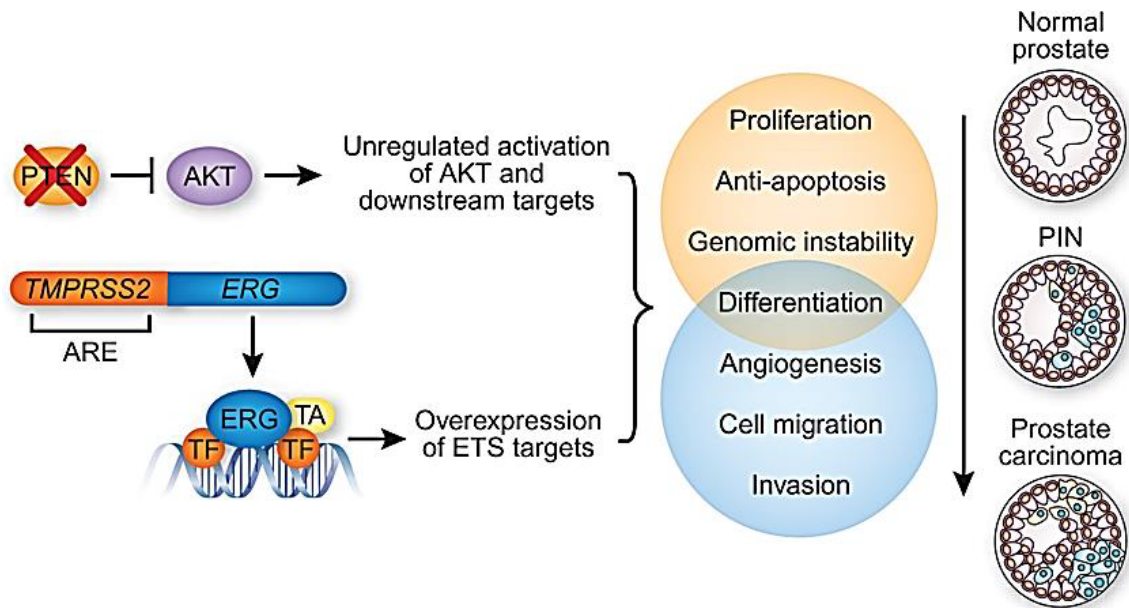 PTEN
AKT
Unregulated activation
of AKT and
downstream targets
TMPRSS2
ERG
ARE
ERG
TA
TF
TF
Overexpression
of ETS targets
Proliferation
Anti-apoptosis
Genomic instability
Differentiation
Angiogenesis
Cell migration
Invasion
Normal
prostate
PIN
Prostate
carcinoma